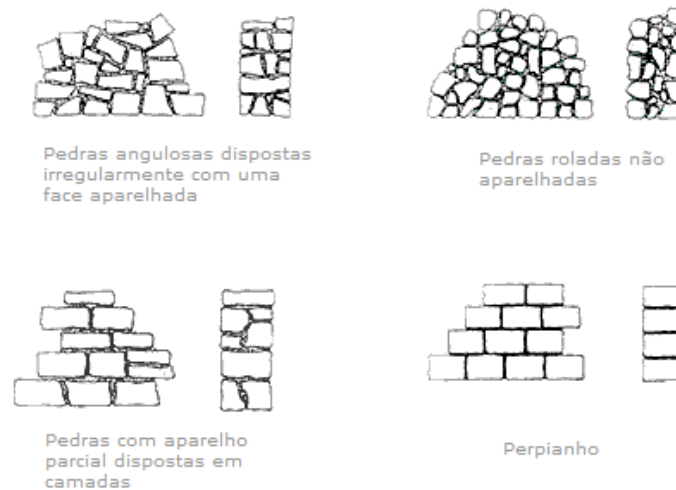 Pedras angulosas dispostas
irregularmente com uma
face aparelhada
Pedras roladas não
aparelhadas
Pedras com aparelho
parcial dispostas em
camadas
Perpianho